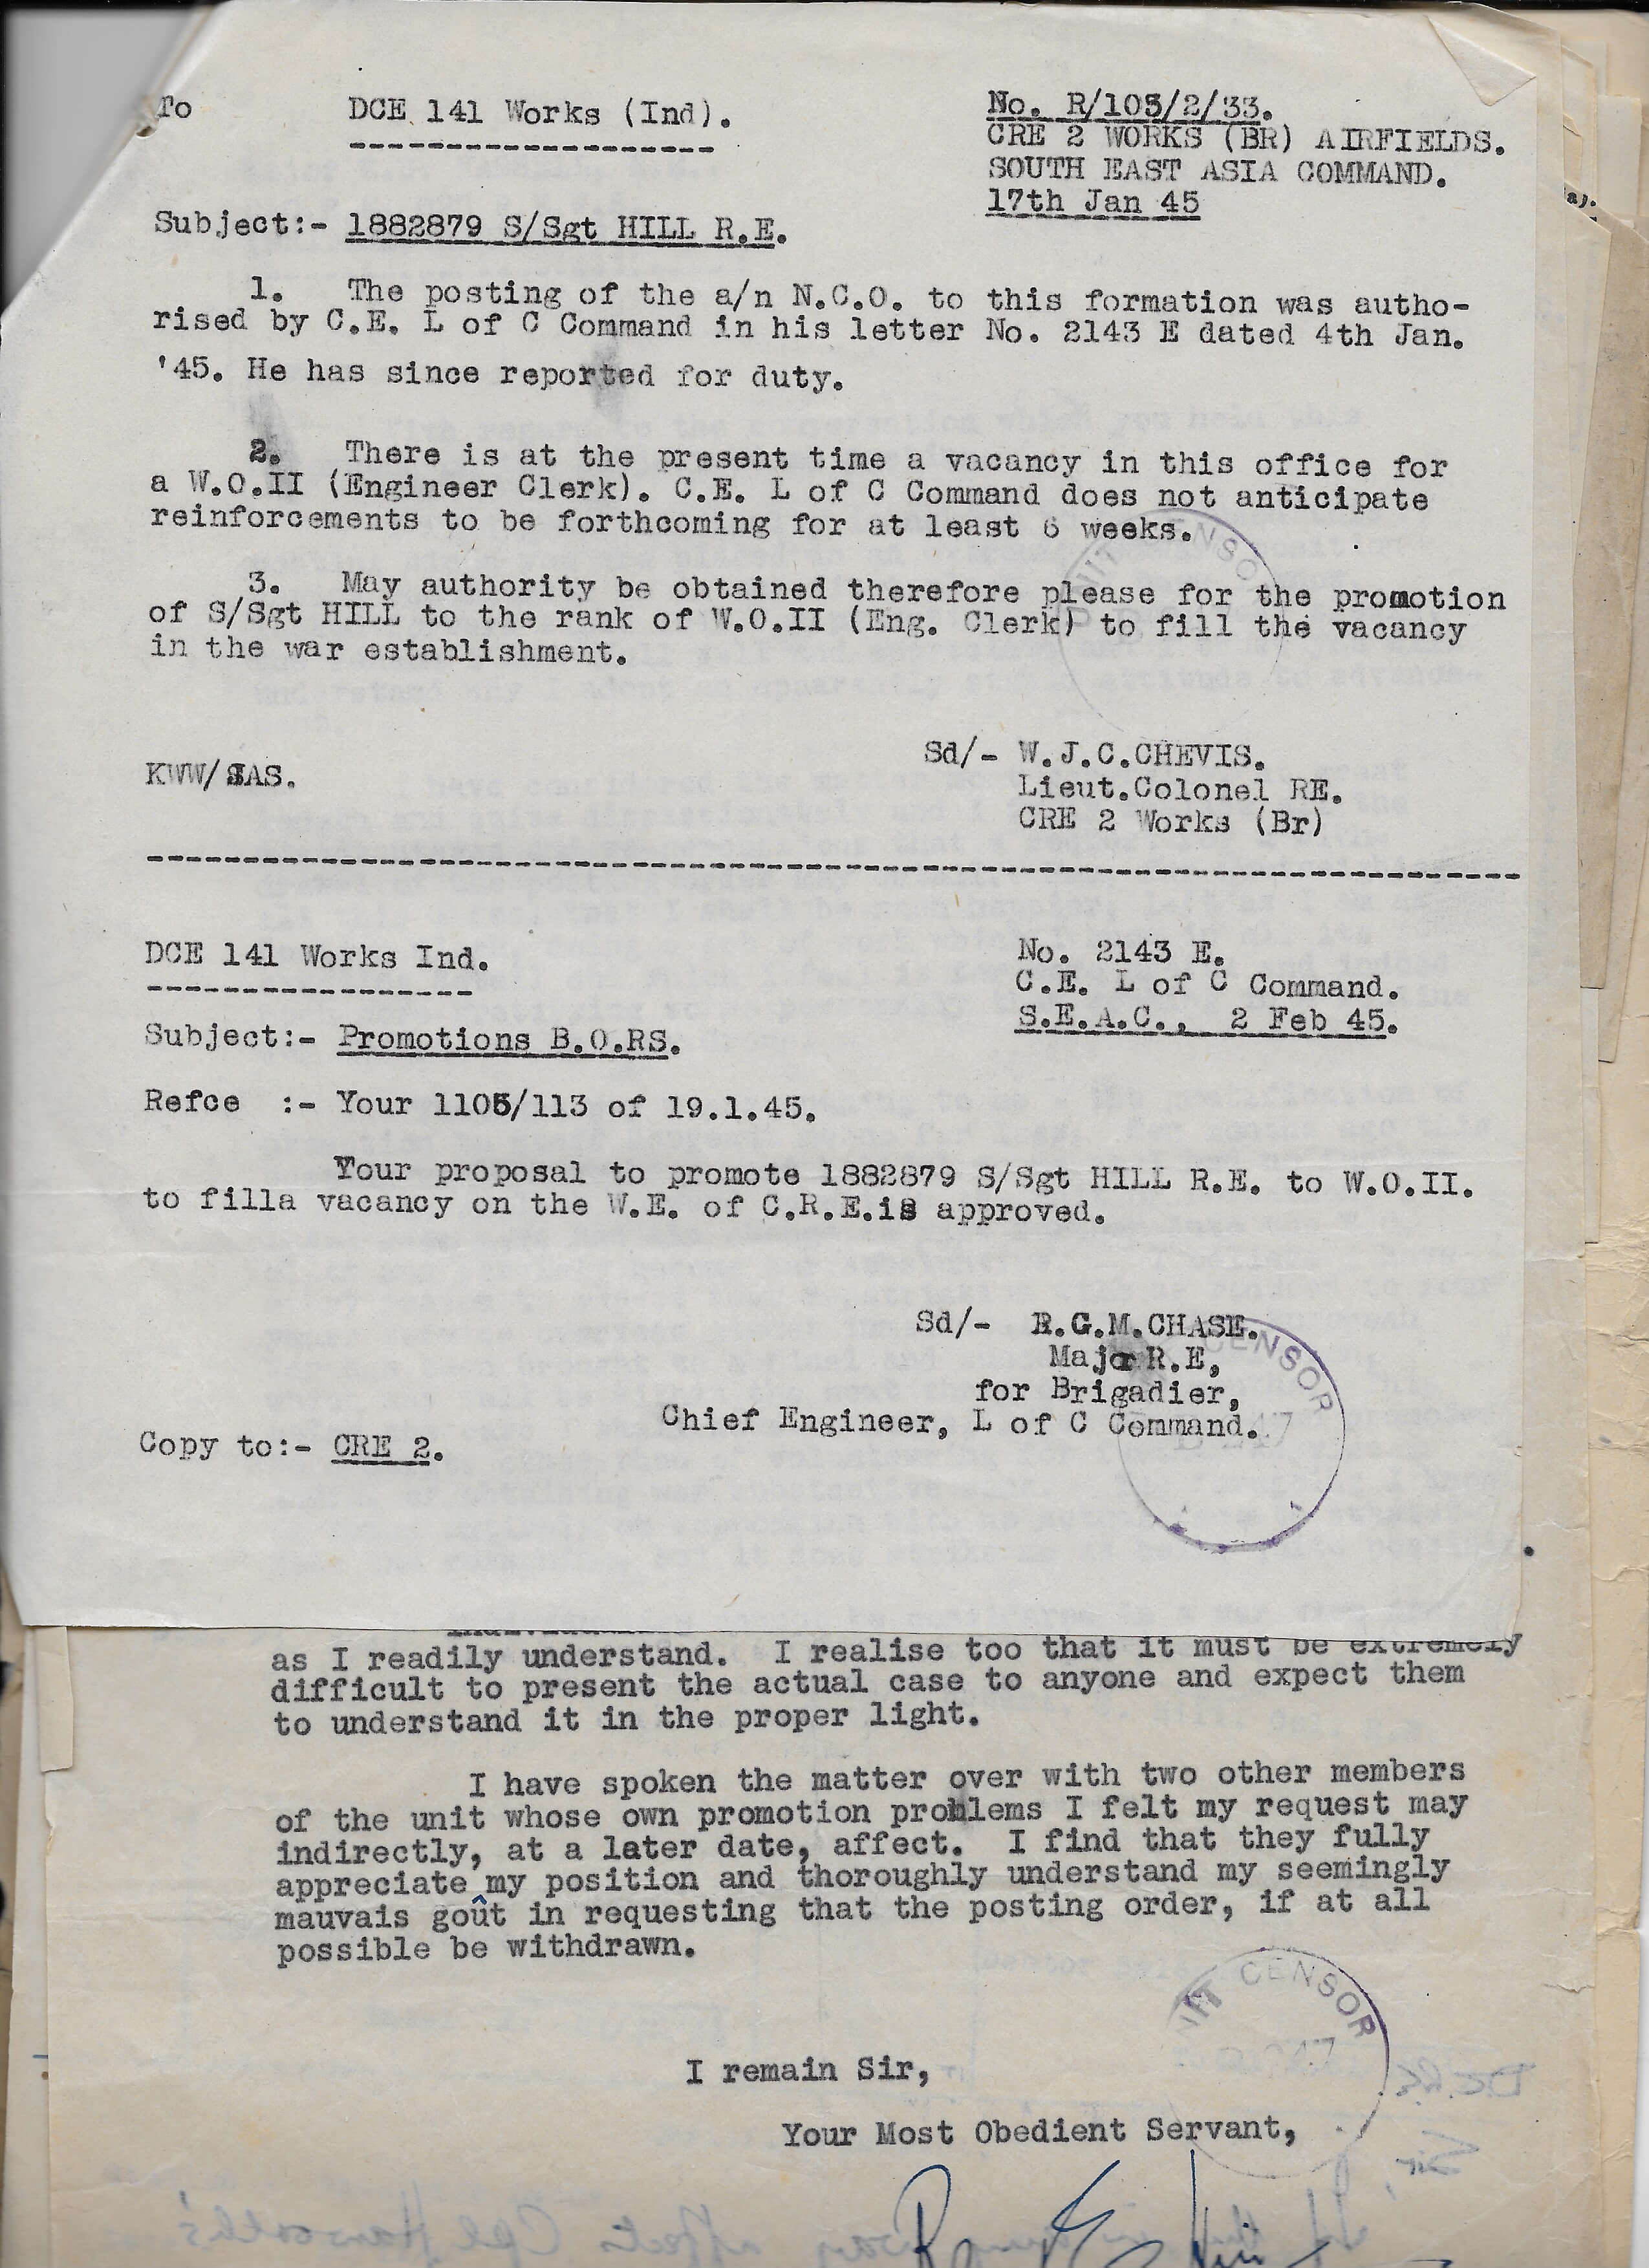 To DCE 141 Works (Ind).
No. R/105/2/33.
CRE 2 WORKS (BR) AIRFIELDS.
SOUTH EAST ASIA COMMAND.
17th Jan 45
Subject:- 1882879 S/Sgt HILL R.E.
1. The posting of the a/n N.C.O. to this formation was autho-
rised by C.E. L of C Command in his letter No. 2143 E dated 4th Jan.
'45. He has since reported for duty.
2. There is at the present time a vacancy in this office for
a W.O.II (Engineer Clerk). C.E. L of C Command does not anticipate
reinforcements to be forthcoming for at least 6 weeks.
3. May authority be obtained therefore please for the promotion
of S/Sgt HILL to the rank of W.O.II (Eng. Clerk) to fill the vacancy
in the war establishment.
Sd/- W.J.C.CHEVIS.
Lieut.Colonel RE.
CRE 2 Works (Br)
KWW/SAS.
DCE 141 Works Ind.
No. 2143 E.
C.E. L of C Command.
S.E.A.C., 2 Feb 45.
Subject:- Promotions B.O.RS.
Refce :- Your 1105/113 of 19.1.45.
Your proposal to promote 1882879 S/Sgt HILL R.E. to W.O.II.
to filla vacancy on the W.E. of C.R.E.is approved.
Sd/- R.G.M.CHASE.
Major R.E,
for Brigadier,
Chief Engineer, L of C Command.
CENSOR
Copy to:- CRE 2.
as I readily understand. I realise too that it must be extremely
difficult to present the actual case to anyone and expect them
to understand it in the proper light.
I have spoken the matter over with two other members
of the unit whose own promotion problems I felt my request may
indirectly, at a later date, affect. I find that they fully
appreciate my position and thoroughly understand my seemingly
mauvais goût in requesting that the posting order, if at all
possible be withdrawn.
UNIT CENSOR
I remain Sir,
Your Most Obedient Servant,